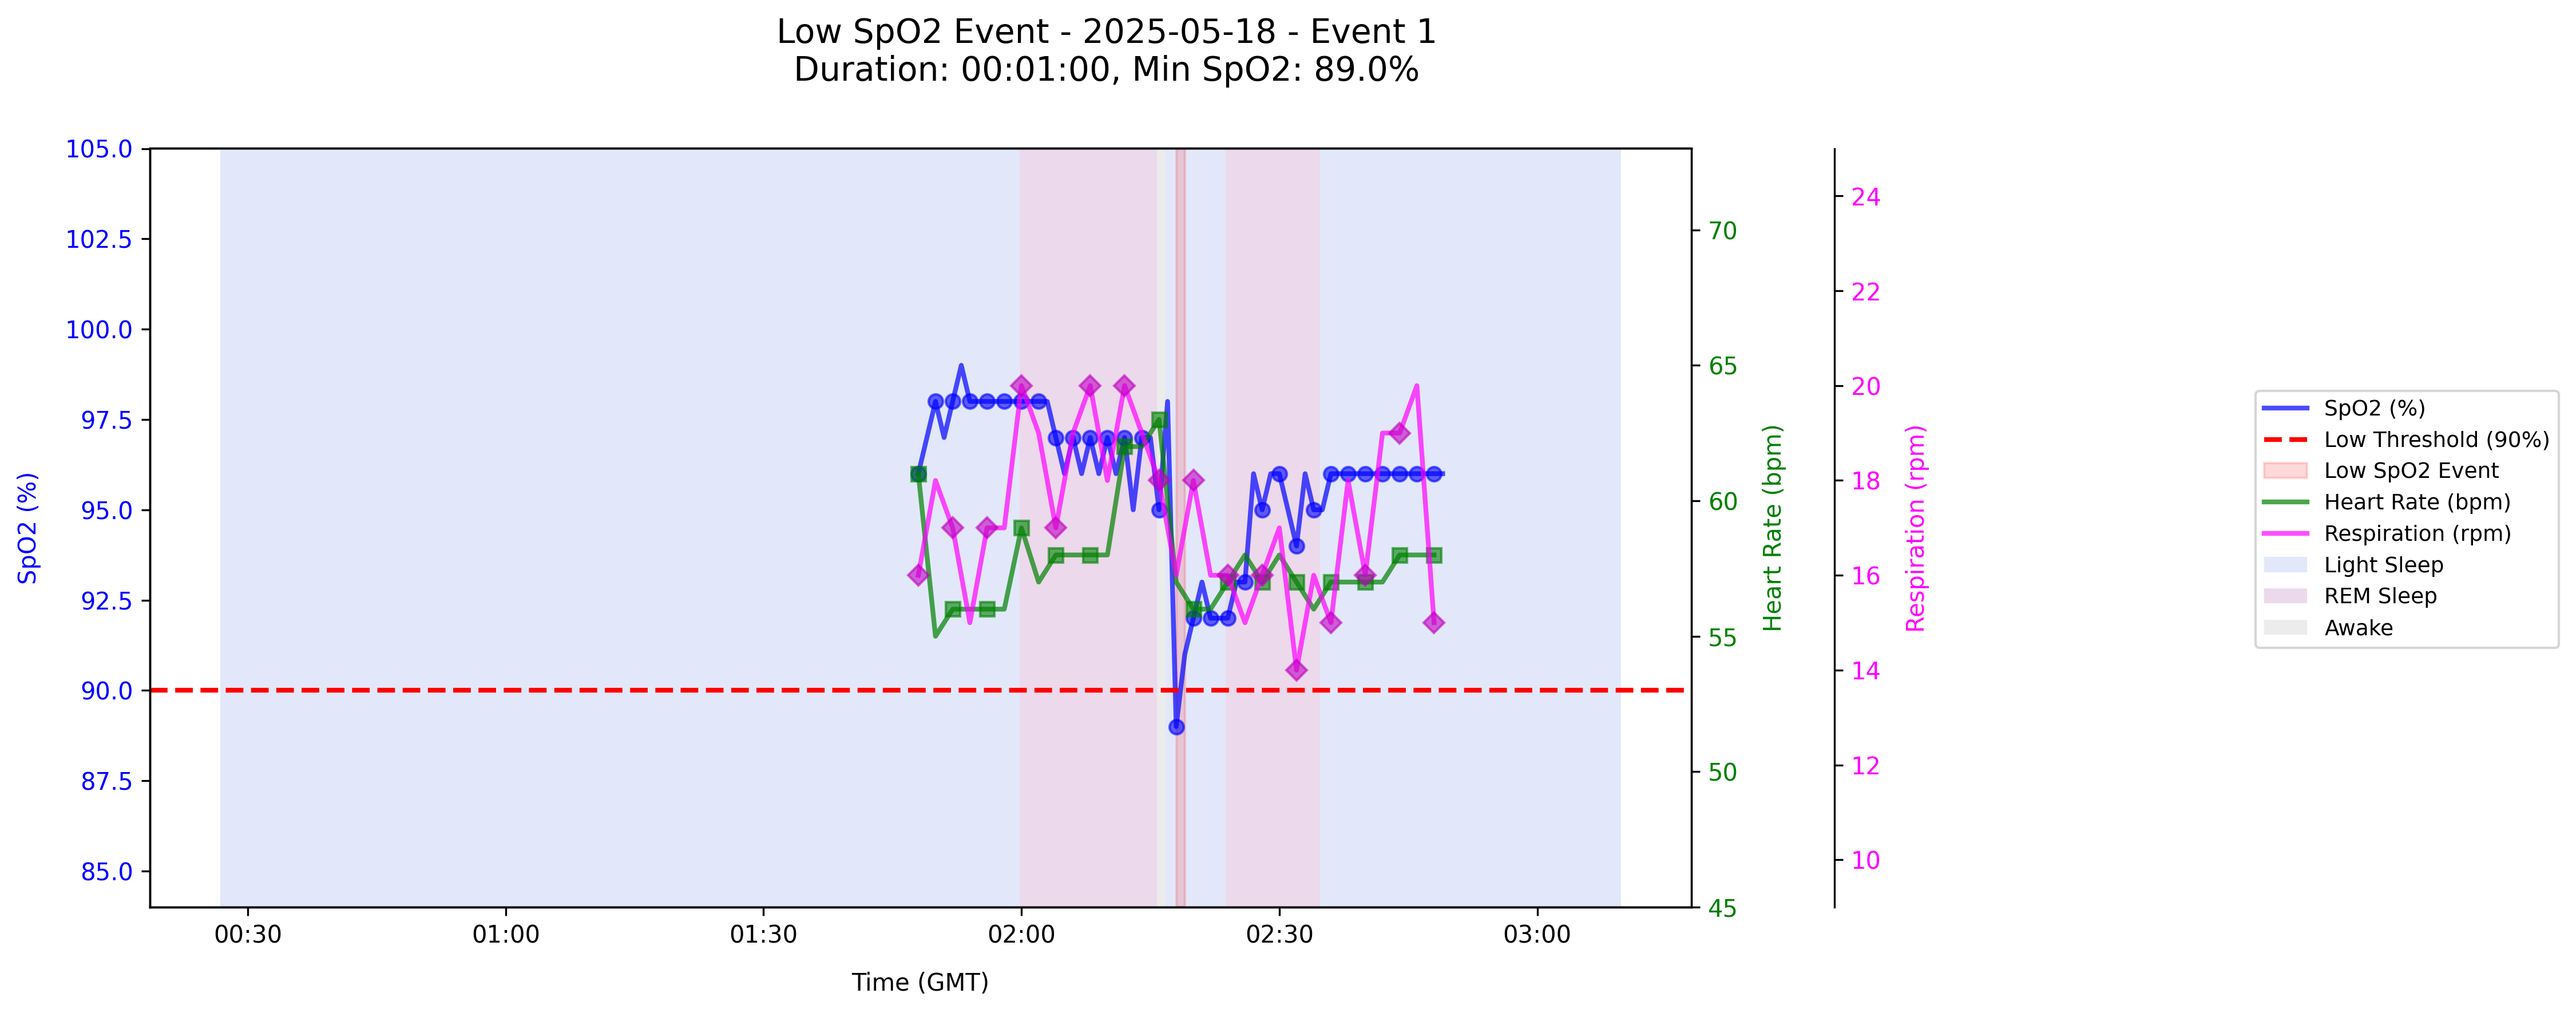 Low SpO2 Event - 2025-05-18 - Event 1
Duration: 00:01:00, Min SpO2: 89.0%
105.0
102.5
100.0
97.5
95.0
92.5
90.0
87.5
85.0
SpO2 (%)
00:30
01:00
01:30
02:00
02:30
03:00
Time (GMT)
70
65
60
55
50
45
Heart Rate (bpm)
24
22
20
18
16
14
12
10
Respiration (rpm)
SpO2 (%)
Low Threshold (90%)
Low SpO2 Event
Heart Rate (bpm)
Respiration (rpm)
Light Sleep
REM Sleep
Awake